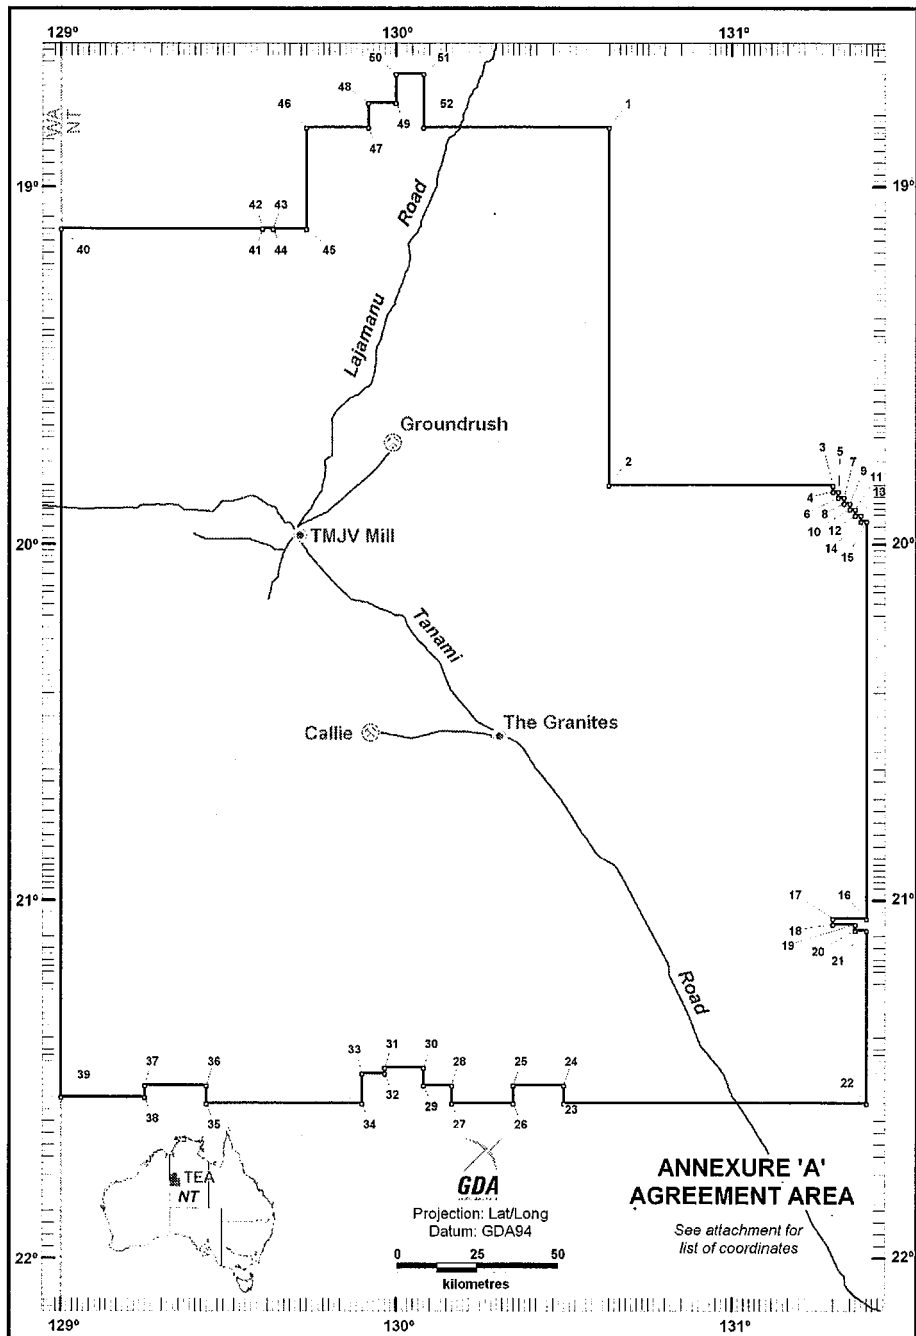 129° 130° 131°
50 51
48
46 52 1
49
47
WA
NT
19° 19°
42 43
40 41 44 45
Lajamanu Road
Groundrush
2 3 5 7 9 11 13
4 6 8 10 12 14 15
TMJV Mill
20° 20°
Tanami
Callie The Granites
21° 21°
17 16
18
19 20 21
Road
39 37 36 33 31 30 28 25 24 22
38 35 34 32 29 27 26 23
TEA
NT
GDA
Projection: Lat/Long
Datum: GDA94
0 25 50
kilometres
ANNEXURE 'A'
AGREEMENT AREA
See attachment for
list of coordinates
22° 22°
129° 130° 131°